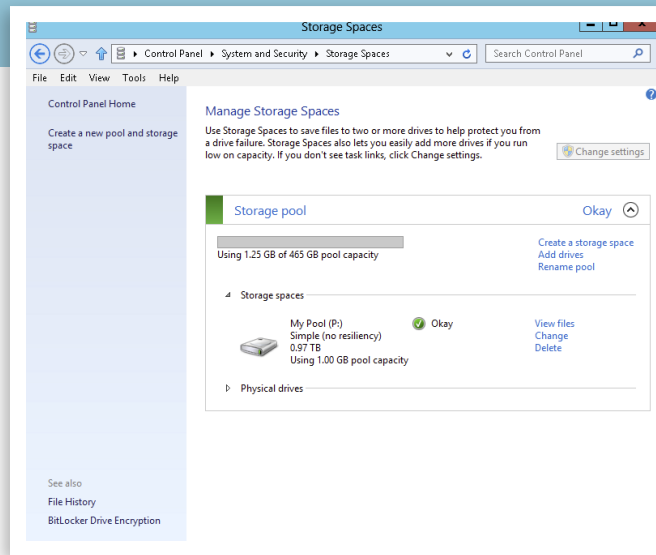 Storage Spaces
Control Panel ▸ System and Security ▸ Storage Spaces
Search Control Panel
File Edit View Tools Help
Control Panel Home
Create a new pool and storage
space
Manage Storage Spaces
Use Storage Spaces to save files to two or more drives to help protect you from
a drive failure. Storage Spaces also lets you easily add more drives if you run
low on capacity. If you don't see task links, click Change settings.
Change settings
Storage pool
Okay
Using 1.25 GB of 465 GB pool capacity
Create a storage space
Add drives
Rename pool
Storage spaces
My Pool (P:)
Simple (no resiliency)
0.97 TB
Using 1.00 GB pool capacity
Okay
View files
Change
Delete
Physical drives
See also
File History
BitLocker Drive Encryption